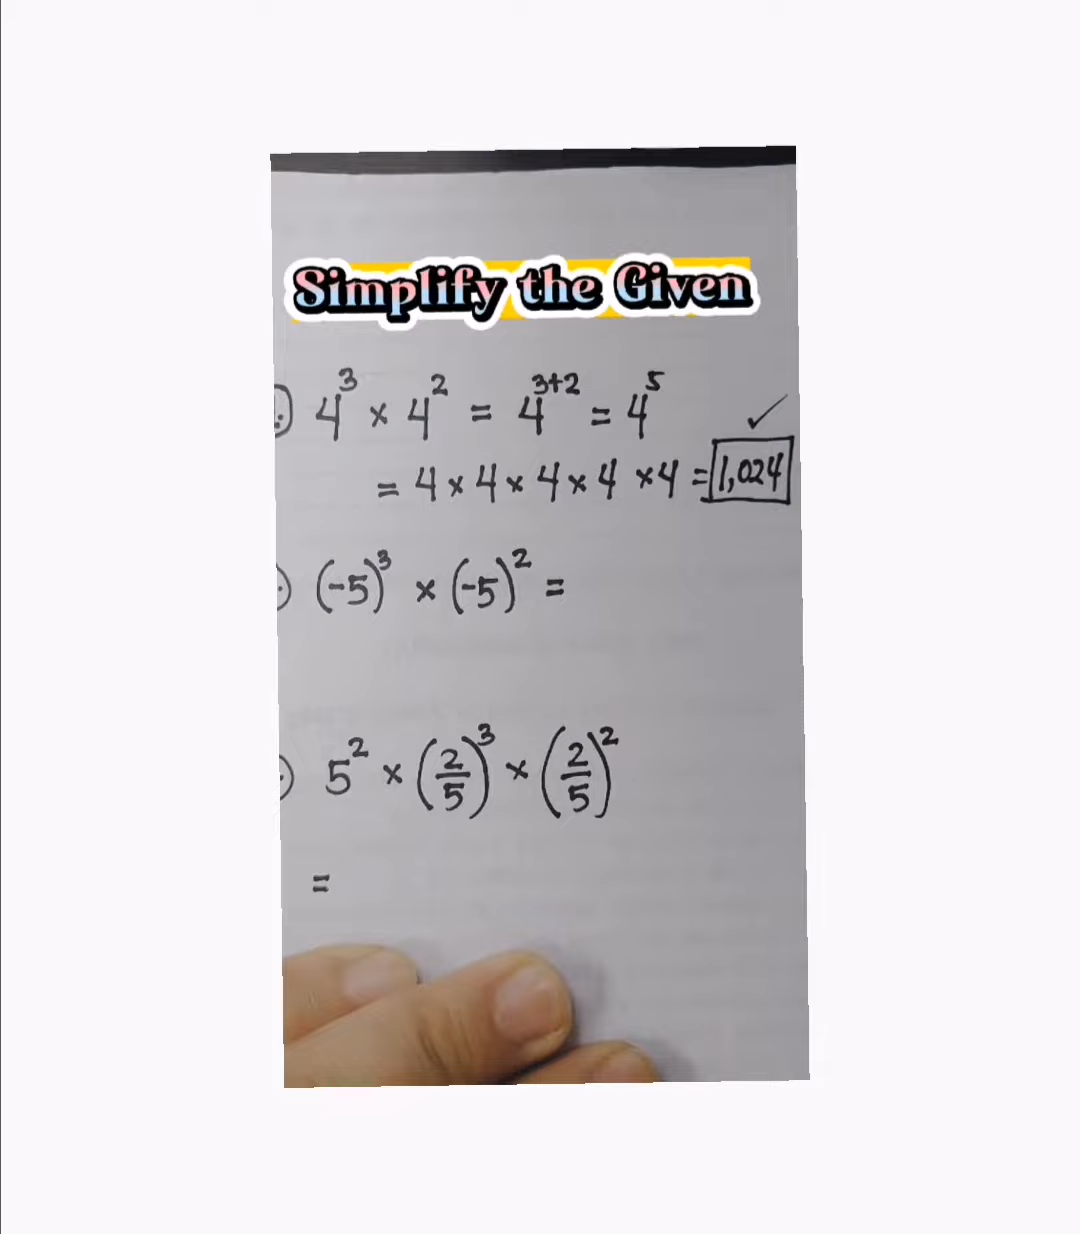 Simplify the Given
4³ × 4² = 4³⁺² = 4⁵ ✓
= 4 × 4 × 4 × 4 × 4 = 1,024
(-5)³ × (-5)² =
5² × (2/5)³ × (2/5)²
=